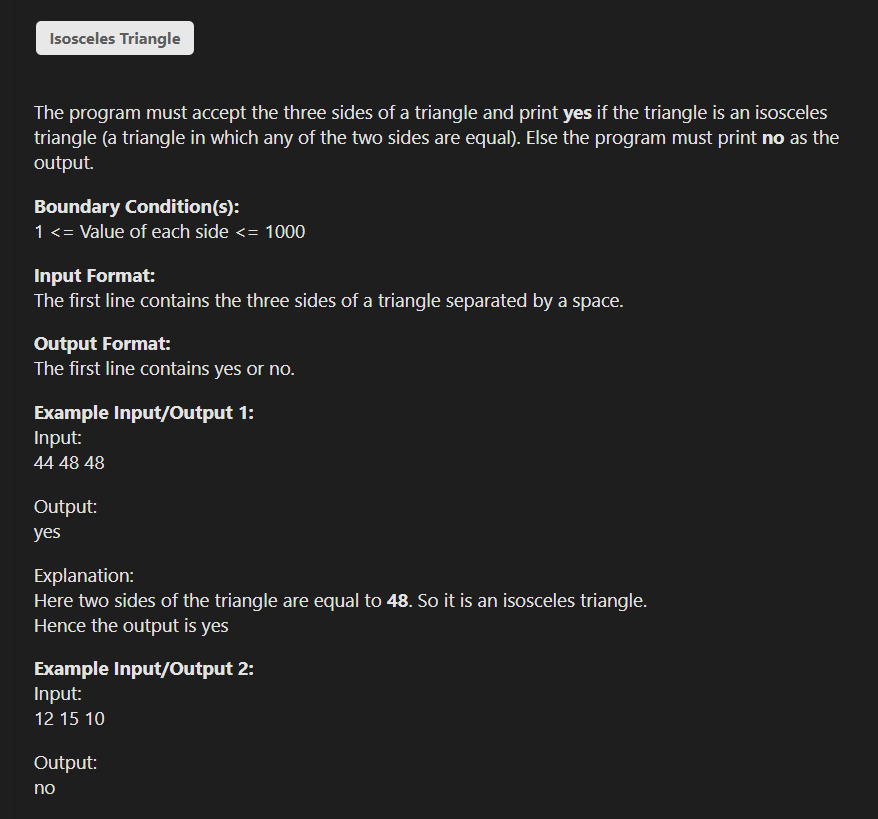 Isosceles Triangle
The program must accept the three sides of a triangle and print yes if the triangle is an isosceles
triangle (a triangle in which any of the two sides are equal). Else the program must print no as the
output.
Boundary Condition(s):
1 <= Value of each side <= 1000
Input Format:
The first line contains the three sides of a triangle separated by a space.
Output Format:
The first line contains yes or no.
Example Input/Output 1:
Input:
44 48 48
Output:
yes
Explanation:
Here two sides of the triangle are equal to 48. So it is an isosceles triangle.
Hence the output is yes
Example Input/Output 2:
Input:
12 15 10
Output:
no